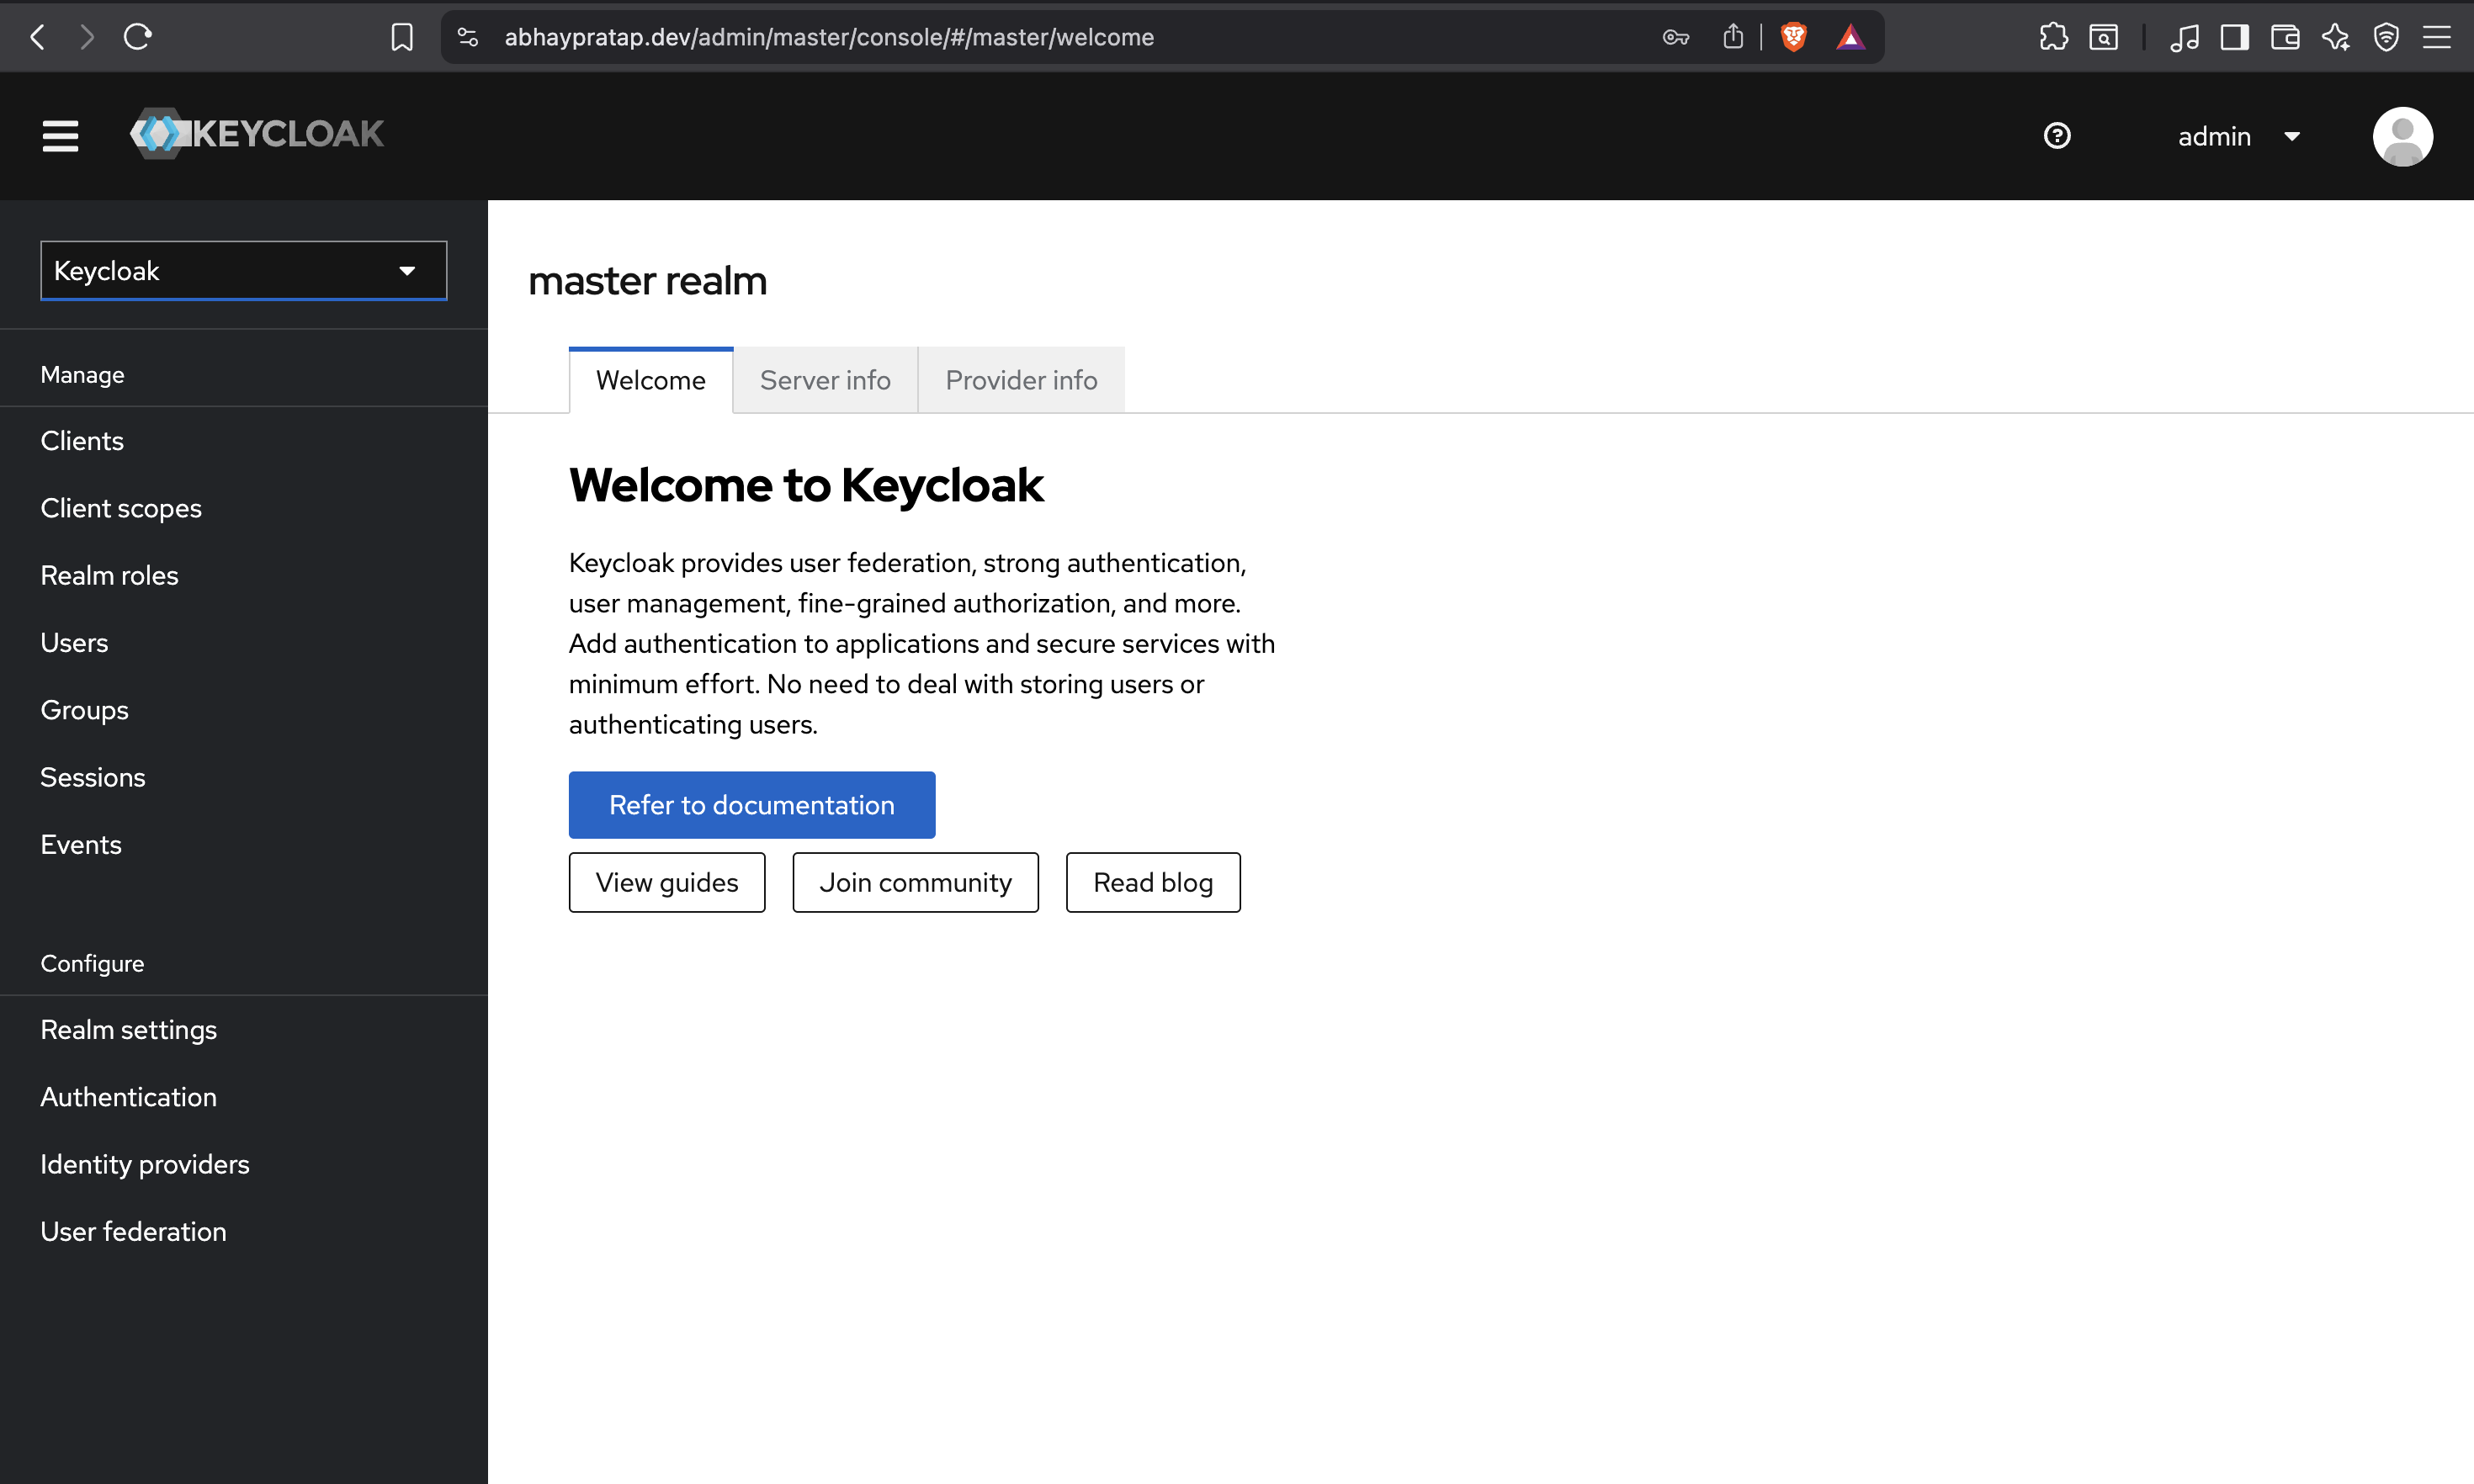 abhaypratap.dev/admin/master/console/#/master/welcome
KEYCLOAK
admin
Keycloak
Manage
Clients
Client scopes
Realm roles
Users
Groups
Sessions
Events
Configure
Realm settings
Authentication
Identity providers
User federation
master realm
Welcome
Server info
Provider info
Welcome to Keycloak
Keycloak provides user federation, strong authentication,
user management, fine-grained authorization, and more.
Add authentication to applications and secure services with
minimum effort. No need to deal with storing users or
authenticating users.
Refer to documentation
View guides
Join community
Read blog